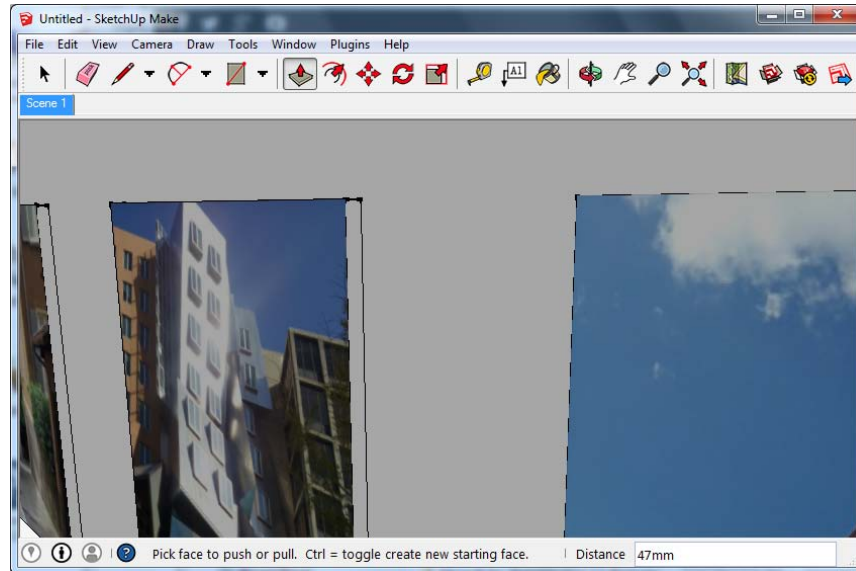 Untitled - SketchUp Make
File Edit View Camera Draw Tools Window Plugins Help
A1
Scene 1
Pick face to push or pull. Ctrl = toggle create new starting face. Distance 47mm